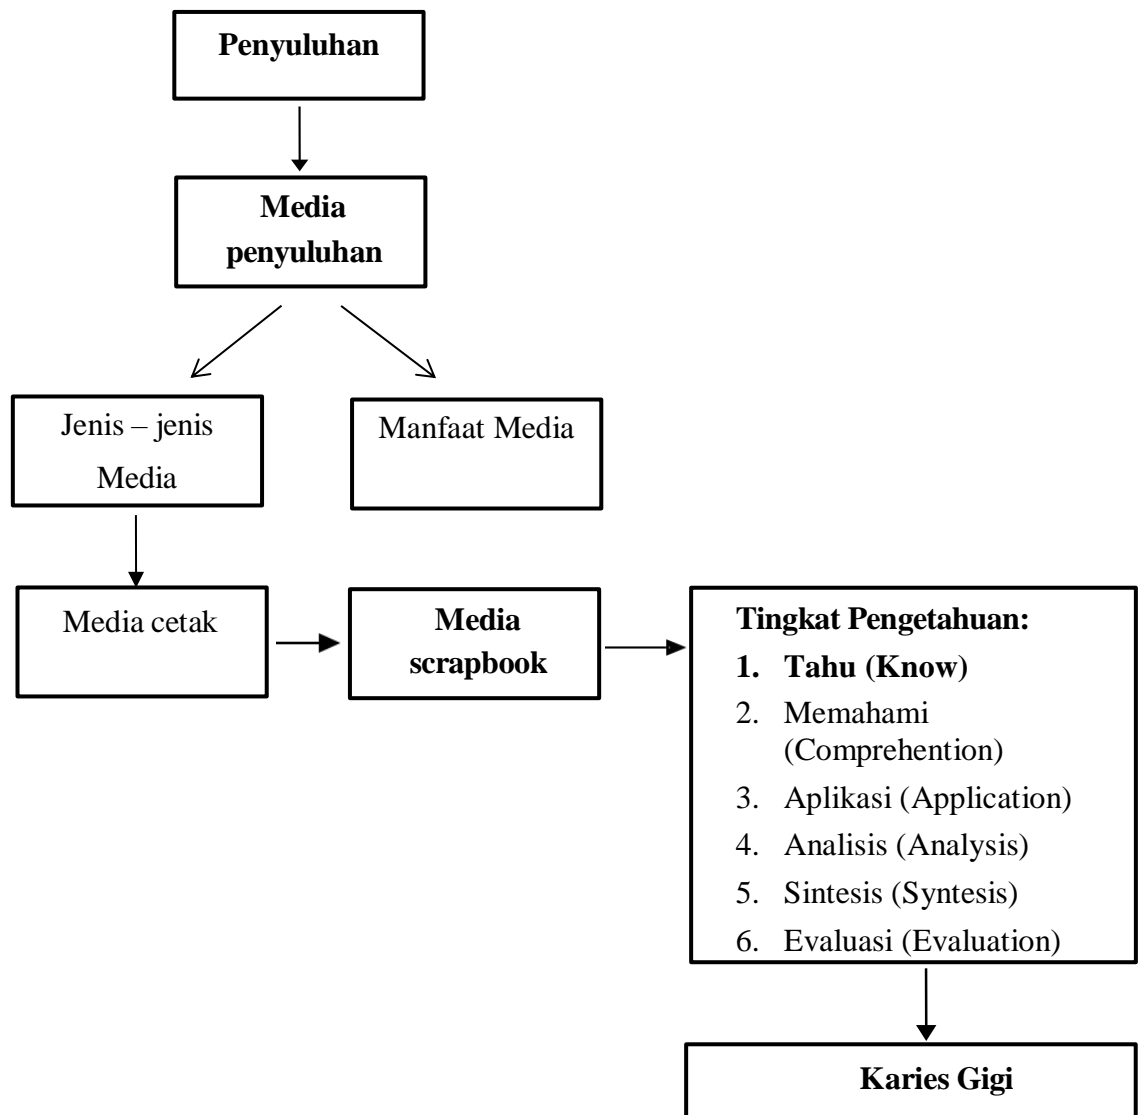 Penyuluhan
Media
penyuluhan
Jenis – jenis
Media
Manfaat Media
Media cetak
Media
scrapbook
Tingkat Pengetahuan:
1. Tahu (Know)
2. Memahami
(Comprehention)
3. Aplikasi (Application)
4. Analisis (Analysis)
5. Sintesis (Syntesis)
6. Evaluasi (Evaluation)
Karies Gigi